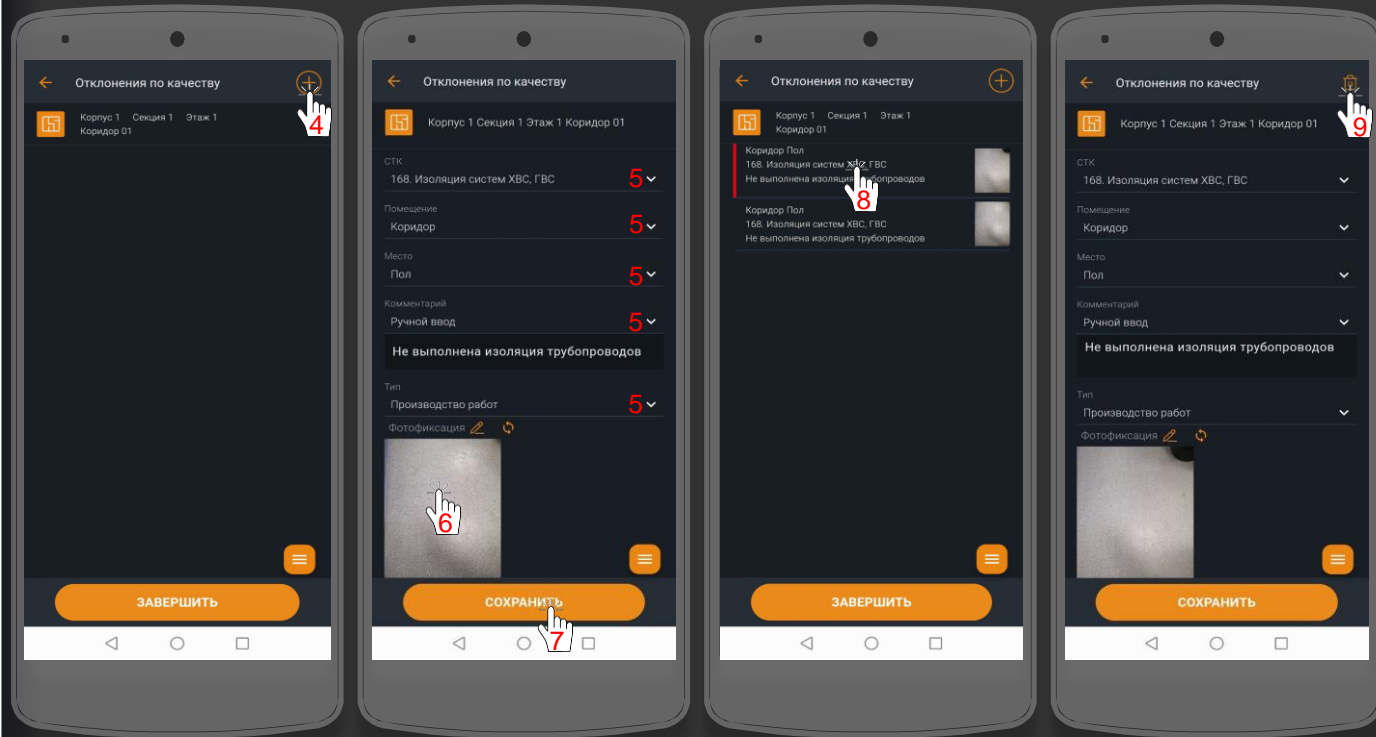 Отклонения по качеству
4
Корпус 1 Секция 1 Этаж 1
Коридор 01
ЗАВЕРШИТЬ
Отклонения по качеству
Корпус 1 Секция 1 Этаж 1 Коридор 01
СТК
168. Изоляция систем ХВС, ГВС 5
Помещение
Коридор 5
Место
Пол 5
Комментарий
Ручной ввод 5
Не выполнена изоляция трубопроводов
Тип
Производство работ 5
Фотофиксация
6
СОХРАНИТЬ
7
Отклонения по качеству
Корпус 1 Секция 1 Этаж 1
Коридор 01
Коридор Пол
168. Изоляция систем ХВС, ГВС
Не выполнена изоляция трубопроводов
8
Коридор Пол
168. Изоляция систем ХВС, ГВС
Не выполнена изоляция трубопроводов
ЗАВЕРШИТЬ
Отклонения по качеству
9
Корпус 1 Секция 1 Этаж 1 Коридор 01
СТК
168. Изоляция систем ХВС, ГВС
Помещение
Коридор
Место
Пол
Комментарий
Ручной ввод
Не выполнена изоляция трубопроводов
Тип
Производство работ
Фотофиксация
СОХРАНИТЬ